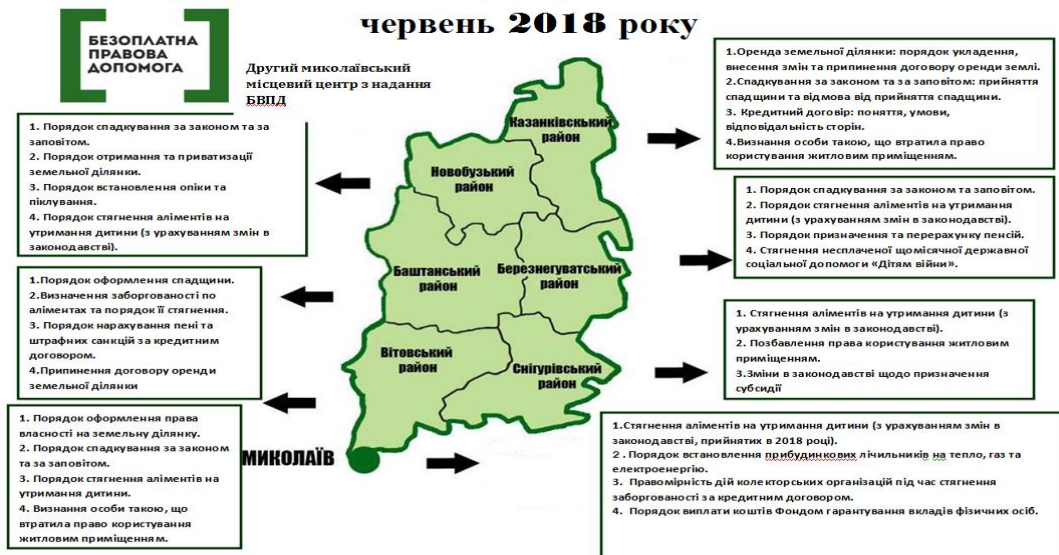 червень 2018 року
БЕЗОПЛАТНА
ПРАВОВА
ДОПОМОГА
Другий миколаївський
місцевий центр з надання
БВПД
1. Порядок спадкування за законом та за
заповітом.
2. Порядок отримання та приватизації
земельної ділянки.
3. Порядок встановлення опіки та
піклування.
4. Порядок стягнення аліментів на
утримання дитини (з урахуванням змін в
законодавстві).
1.Порядок оформлення спадщини.
2.Визначення заборгованості по
аліментах та порядок її стягнення.
3. Порядок нарахування пені та
штрафних санкцій за кредитним
договором.
4.Припинення договору оренди
земельної ділянки
1. Порядок оформлення права
власності на земельну ділянку.
2. Порядок спадкування за законом
та за заповітом.
3. Порядок стягнення аліментів на
утримання дитини.
4. Визнання особи такою, що
втратила право користування
житловим приміщенням.
Казанківскький
район
Новобузький
район
Баштанський
район
Березнегуватський
район
Вітовський
район
Снігурівський
район
МИКОЛАЇВ
1.Оренда земельної ділянки: порядок укладення,
внесення змін та припинення договору оренди землі.
2.Спадкування за законом та за заповітом: прийняття
спадщини та відмова від прийняття спадщини.
3. Кредитний договір: поняття, умови,
відповідальність сторін.
4.Визнання особи такою, що втратила право
користування житловим приміщенням.
1. Порядок спадкування за законом та заповітом.
2. Порядок стягнення аліментів на утримання
дитини (з урахуванням змін в законодавстві).
3. Порядок призначення та перерахунку пенсій.
4. Стягнення несплаченої щомісячної державної
соціальної допомоги «Дітям війни».
1. Стягнення аліментів на утримання дитини (з
урахуванням змін в законодавстві).
2. Позбавлення права користування житловим
приміщенням.
3.Зміни в законодавстві щодо призначення
субсидії
1.Стягнення аліментів на утримання дитини (з урахуванням змін в
законодавстві, прийнятих в 2018 році).
2 . Порядок встановлення прибудинкових лічильників на тепло, газ та
електроенергію.
3. Правомірність дій колекторських організацій під час стягнення
заборгованості за кредитним договором.
4. Порядок виплати коштів Фондом гарантування вкладів фізичних осіб.